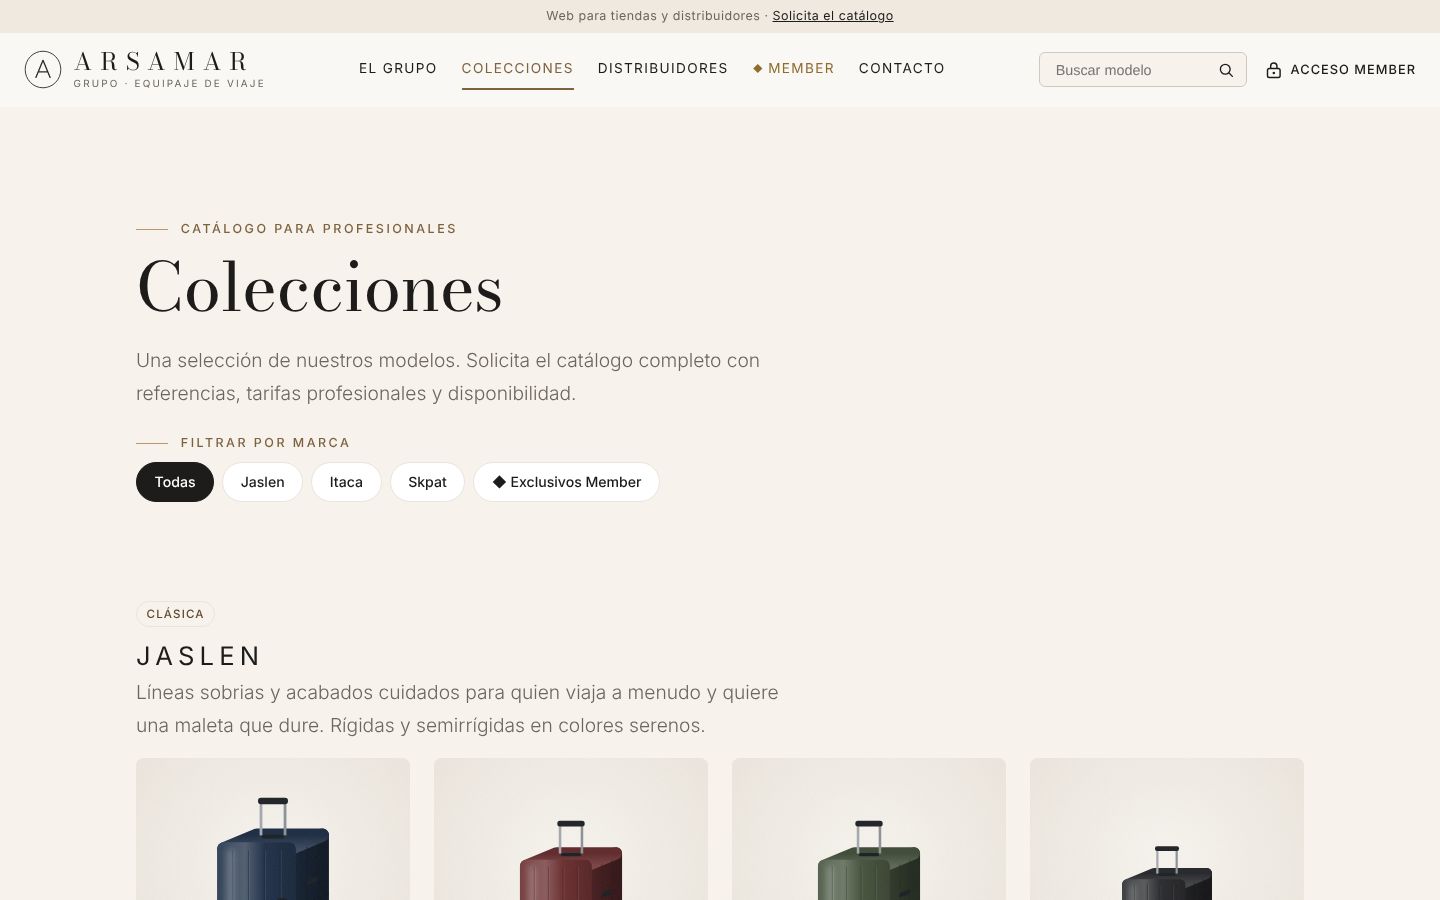 Web para tiendas y distribuidores · Solicita el catálogo
A ARSAMAR
GRUPO · EQUIPAJE DE VIAJE
EL GRUPO
COLECCIONES
DISTRIBUIDORES
◆ MEMBER
CONTACTO
Buscar modelo
ACCESO MEMBER
CATÁLOGO PARA PROFESIONALES
Colecciones
Una selección de nuestros modelos. Solicita el catálogo completo con
referencias, tarifas profesionales y disponibilidad.
FILTRAR POR MARCA
Todas
Jaslen
Itaca
Skpat
◆ Exclusivos Member
CLÁSICA
JASLEN
Líneas sobrias y acabados cuidados para quien viaja a menudo y quiere
una maleta que dure. Rígidas y semirrígidas en colores serenos.